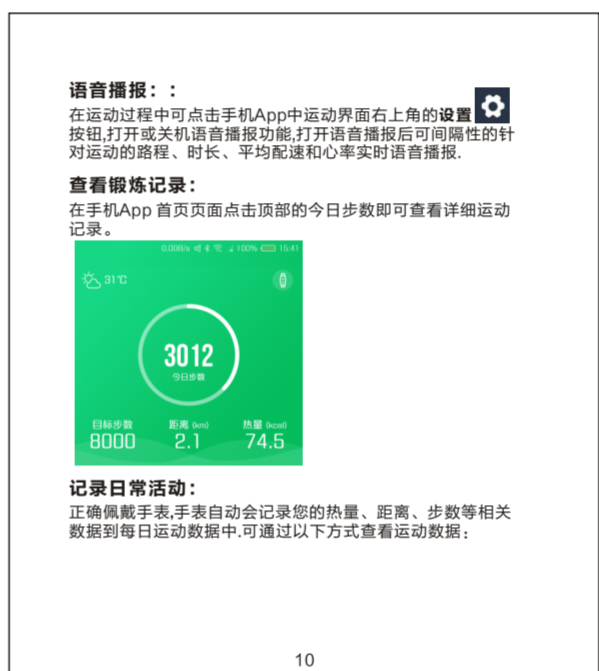 语音播报：:
在运动过程中可点击手机App中运动界面右上角的设置
按钮,打开或关机语音播报功能,打开语音播报后可间隔性的针
对运动的路程、时长、平均配速和心率实时语音播报.
查看锻炼记录：
在手机App 首页页面点击顶部的今日步数即可查看详细运动
记录。
100% 15:41
31℃
3012
今日步数
目标步数 距离 (km) 热量 (kcal)
8000 2.1 74.5
记录日常活动：
正确佩戴手表,手表自动会记录您的热量、距离、步数等相关
数据到每日运动数据中.可通过以下方式查看运动数据：
10